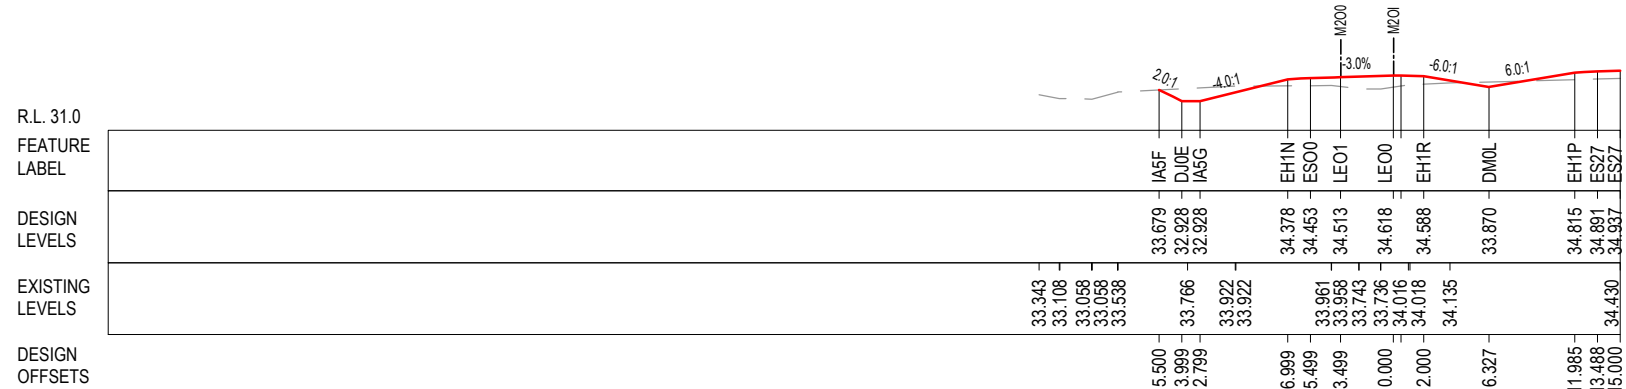 M200
M20I
2.0:1
-4.0:1
-3.0%
-6.0:1
6.0:1
R.L. 31.0
FEATURE
LABEL
IA5F
DJ0E
IA5G
EH1N
ESO0
LEO1
LEO0
EH1R
DM0L
EH1P
ES27
ES27
DESIGN
LEVELS
33.679
32.928
32.928
34.378
34.453
34.513
34.618
34.588
33.870
34.815
34.891
34.937
EXISTING
LEVELS
33.343
33.108
33.058
33.058
33.538
33.766
33.922
33.922
33.961
33.958
33.743
33.736
34.016
34.018
34.135
34.430
DESIGN
OFFSETS
5.500
3.999
2.799
6.999
5.499
3.499
0.000
2.000
6.327